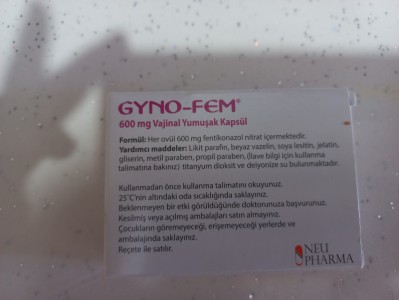 GYNO-FEM®
600 mg Vajinal Yumuşak Kapsül
Formül: Her ovül 600 mg fentikonazol nitrat içermektedir.
Yardımcı maddeler: Likit parafin, beyaz vazelin, soya lesitin, jelatin,
gliserin, metil paraben, propil paraben, (ilave bilgi için kullanma
talimatına bakınız) titanyum dioksit ve deiyonize su bulunmaktadır.
Kullanmadan önce kullanma talimatını okuyunuz.
25°C'nin altındaki oda sıcaklığında saklayınız.
Beklenmeyen bir etki görüldüğünde doktorunuza başvurunuz.
Kesilmiş veya açılmış ambalajları satın almayınız.
Çocukların göremeyeceği, erişemeyeceği yerlerde ve
ambalajında saklayınız.
Reçete ile satılır.
NEU
PHARMA